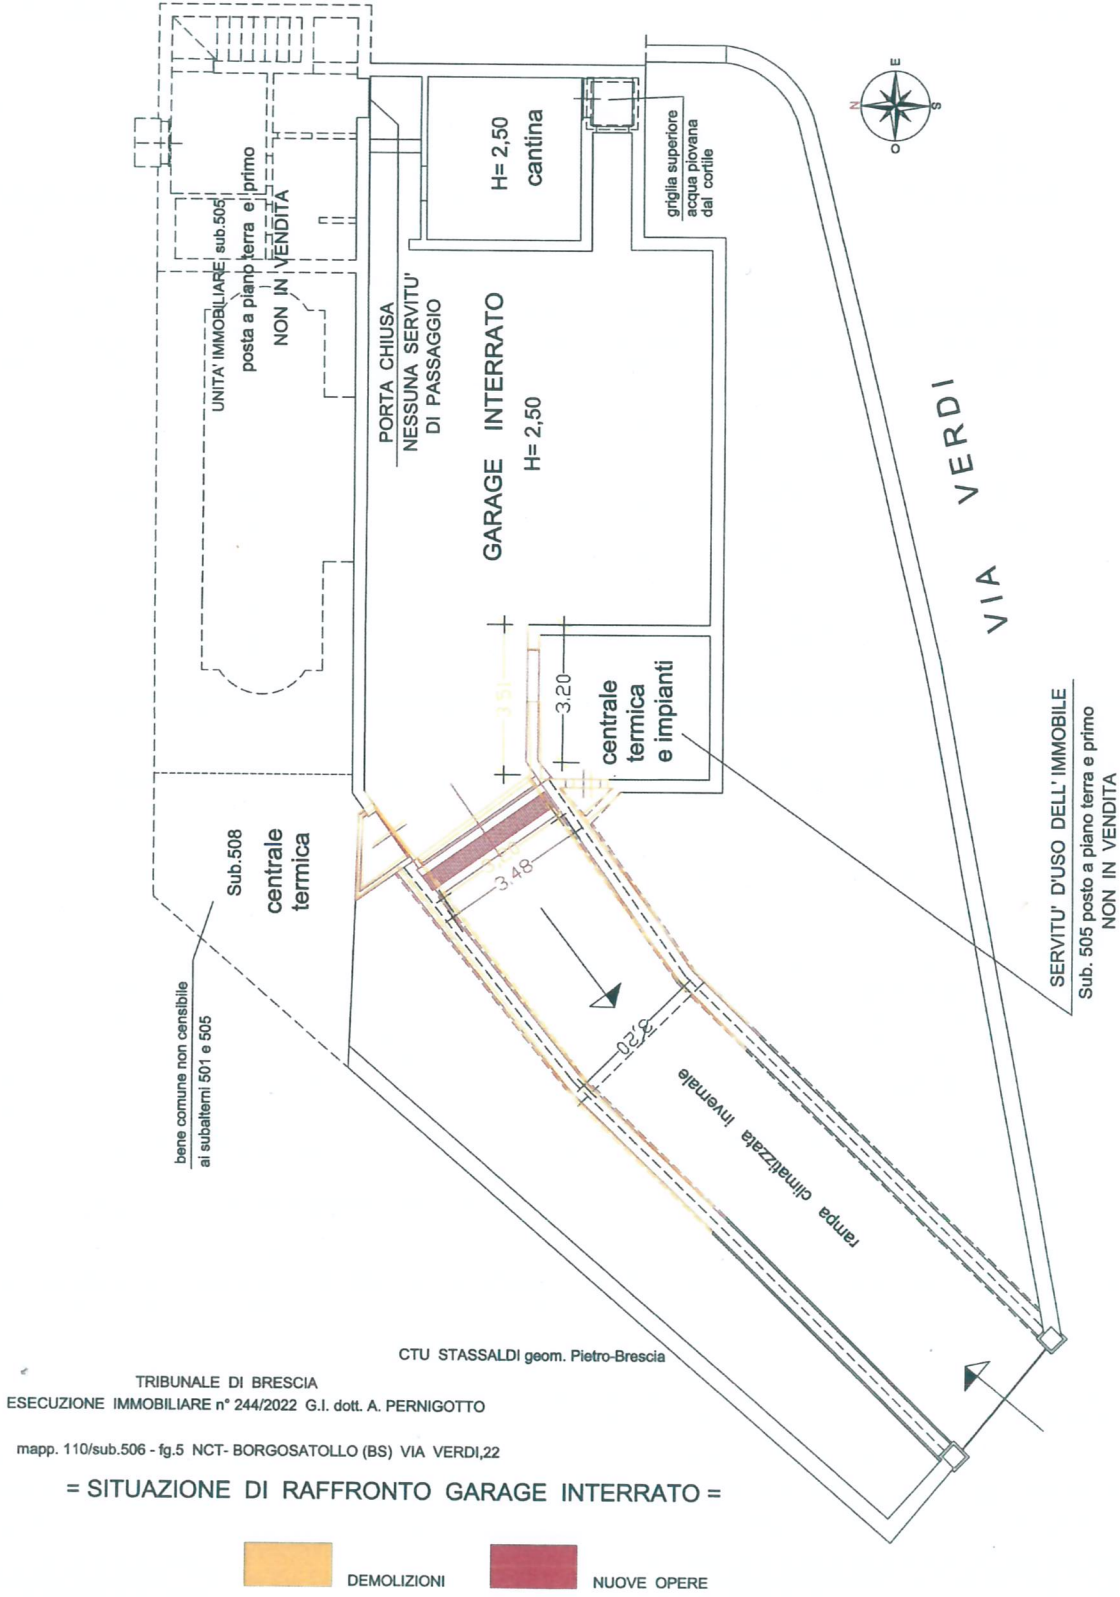 E
N
S
O
H= 2,50
cantina
griglia superiore
acqua piovana
dal cortile
UNITA' IMMOBILIARE sub.505
posta a piano terra e primo
NON IN VENDITA
PORTA CHIUSA
NESSUNA SERVITU'
DI PASSAGGIO
GARAGE INTERRATO
H= 2,50
VIA VERDI
3.51
3.20
centrale
termica
e impianti
Sub.508
centrale
termica
bene comune non censibile
ai subalterni 501 e 505
3.48
3,20
rampa climatizzata invernale
SERVITU' D'USO DELL' IMMOBILE
Sub. 505 posto a piano terra e primo
NON IN VENDITA
CTU STASSALDI geom. Pietro-Brescia
TRIBUNALE DI BRESCIA
ESECUZIONE IMMOBILIARE n° 244/2022 G.I. dott. A. PERNIGOTTO
mapp. 110/sub.506 - fg.5 NCT- BORGOSATOLLO (BS) VIA VERDI,22
= SITUAZIONE DI RAFFRONTO GARAGE INTERRATO =
DEMOLIZIONI
NUOVE OPERE